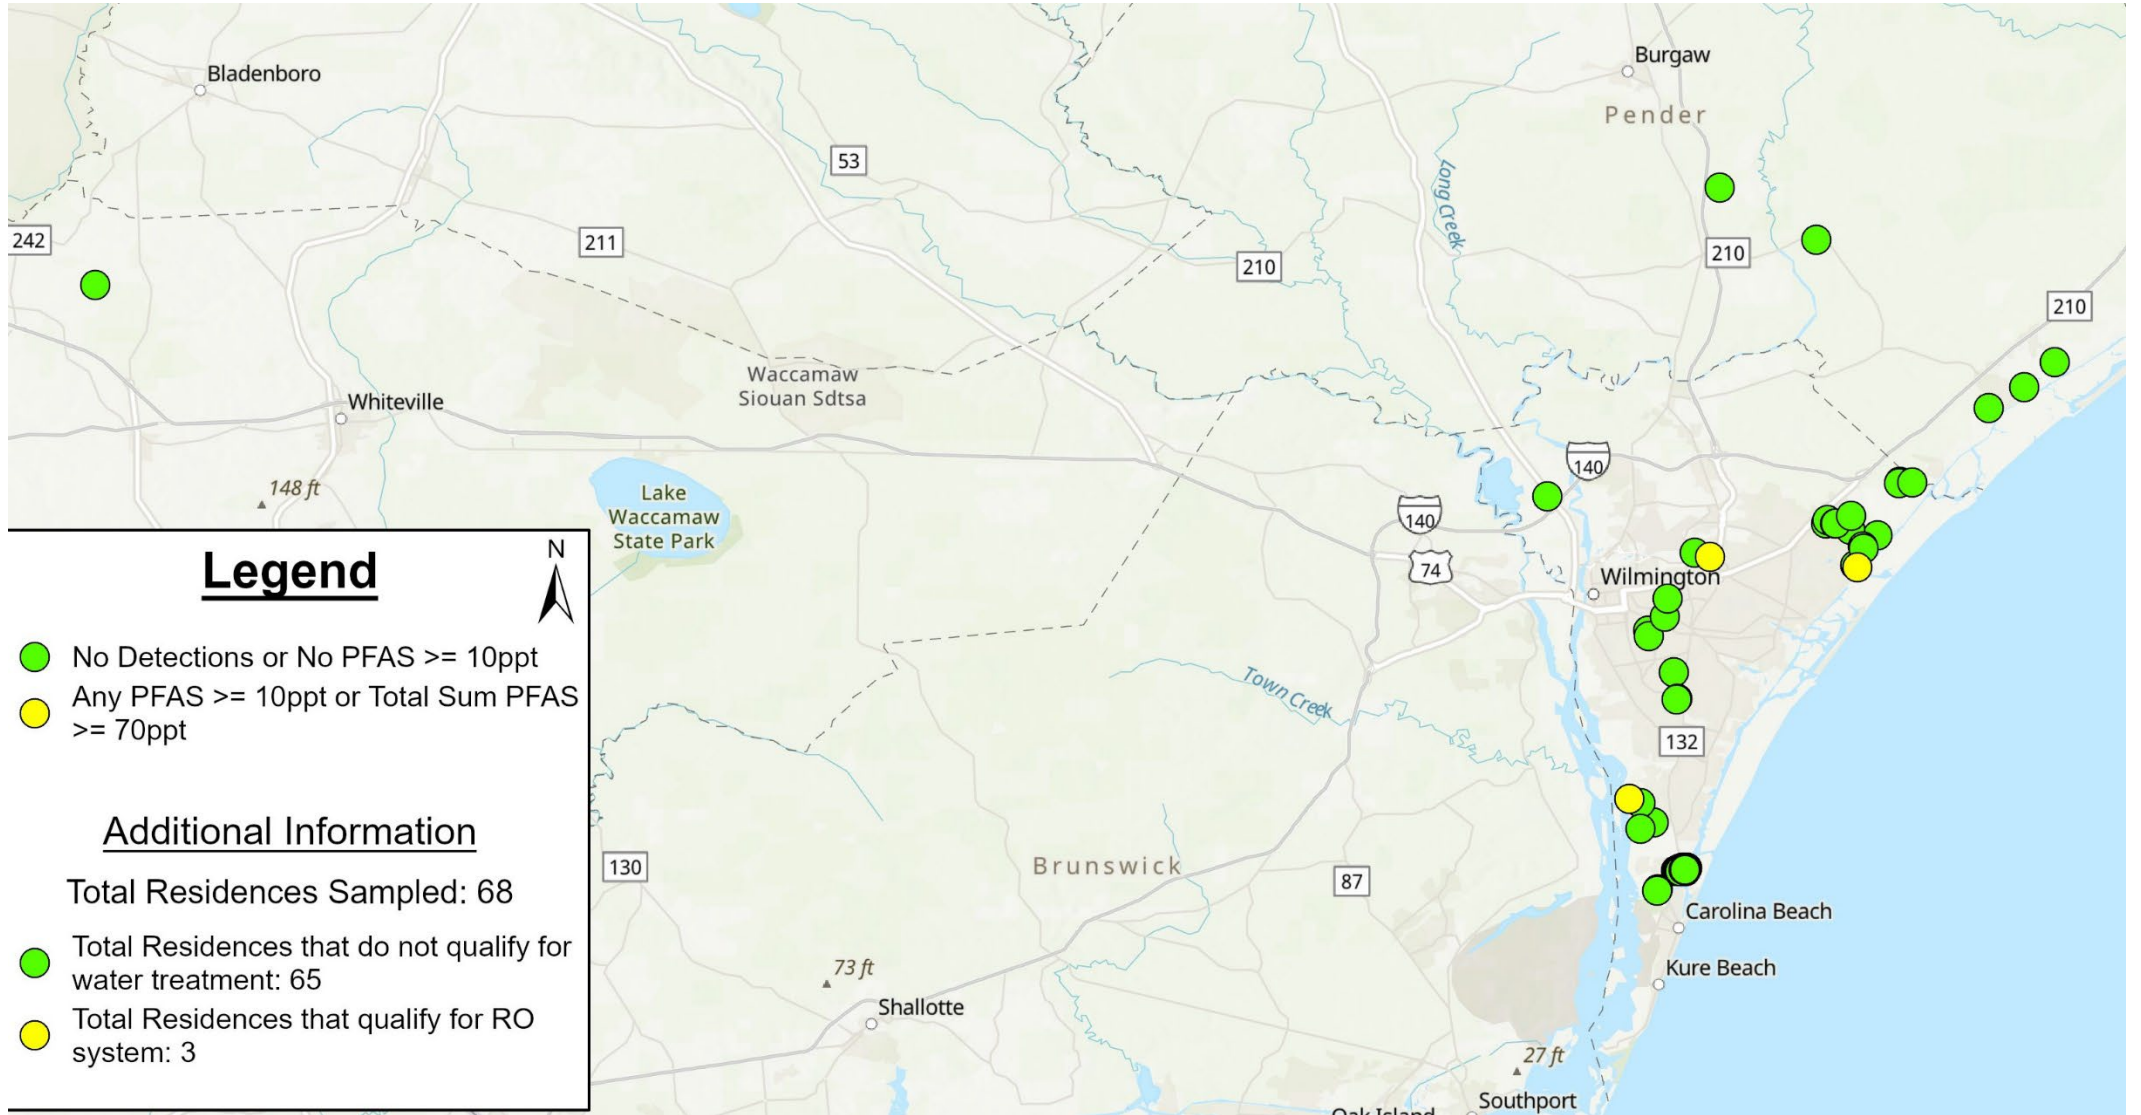 Burgaw
Bladenboro
Pender
53
Long Creek
242
211
210
210
210
Waccamaw
Siouan Sdtsa
Whiteville
148 ft
Lake
Waccamaw
State Park
140
140
74
Wilmington
Town Creek
132
Brunswick
130
87
Carolina Beach
Kure Beach
73 ft
Shallotte
27 ft
Southport
Oak Island
Legend
N
No Detections or No PFAS >= 10ppt
Any PFAS >= 10ppt or Total Sum PFAS
>= 70ppt
Additional Information
Total Residences Sampled: 68
Total Residences that do not qualify for
water treatment: 65
Total Residences that qualify for RO
system: 3